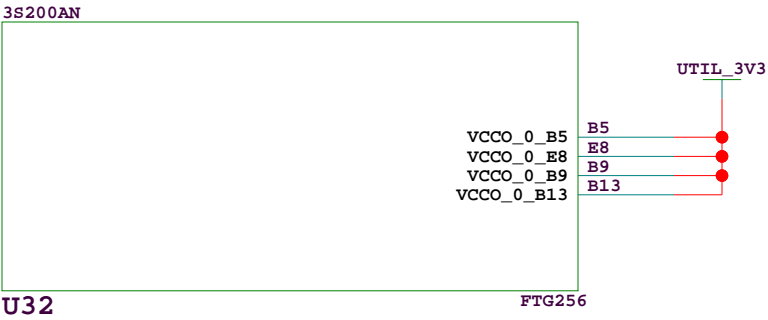 3S200AN
UTIL_3V3
VCCO_0_B5 B5
VCCO_0_E8 E8
VCCO_0_B9 B9
VCCO_0_B13 B13
U32
FTG256